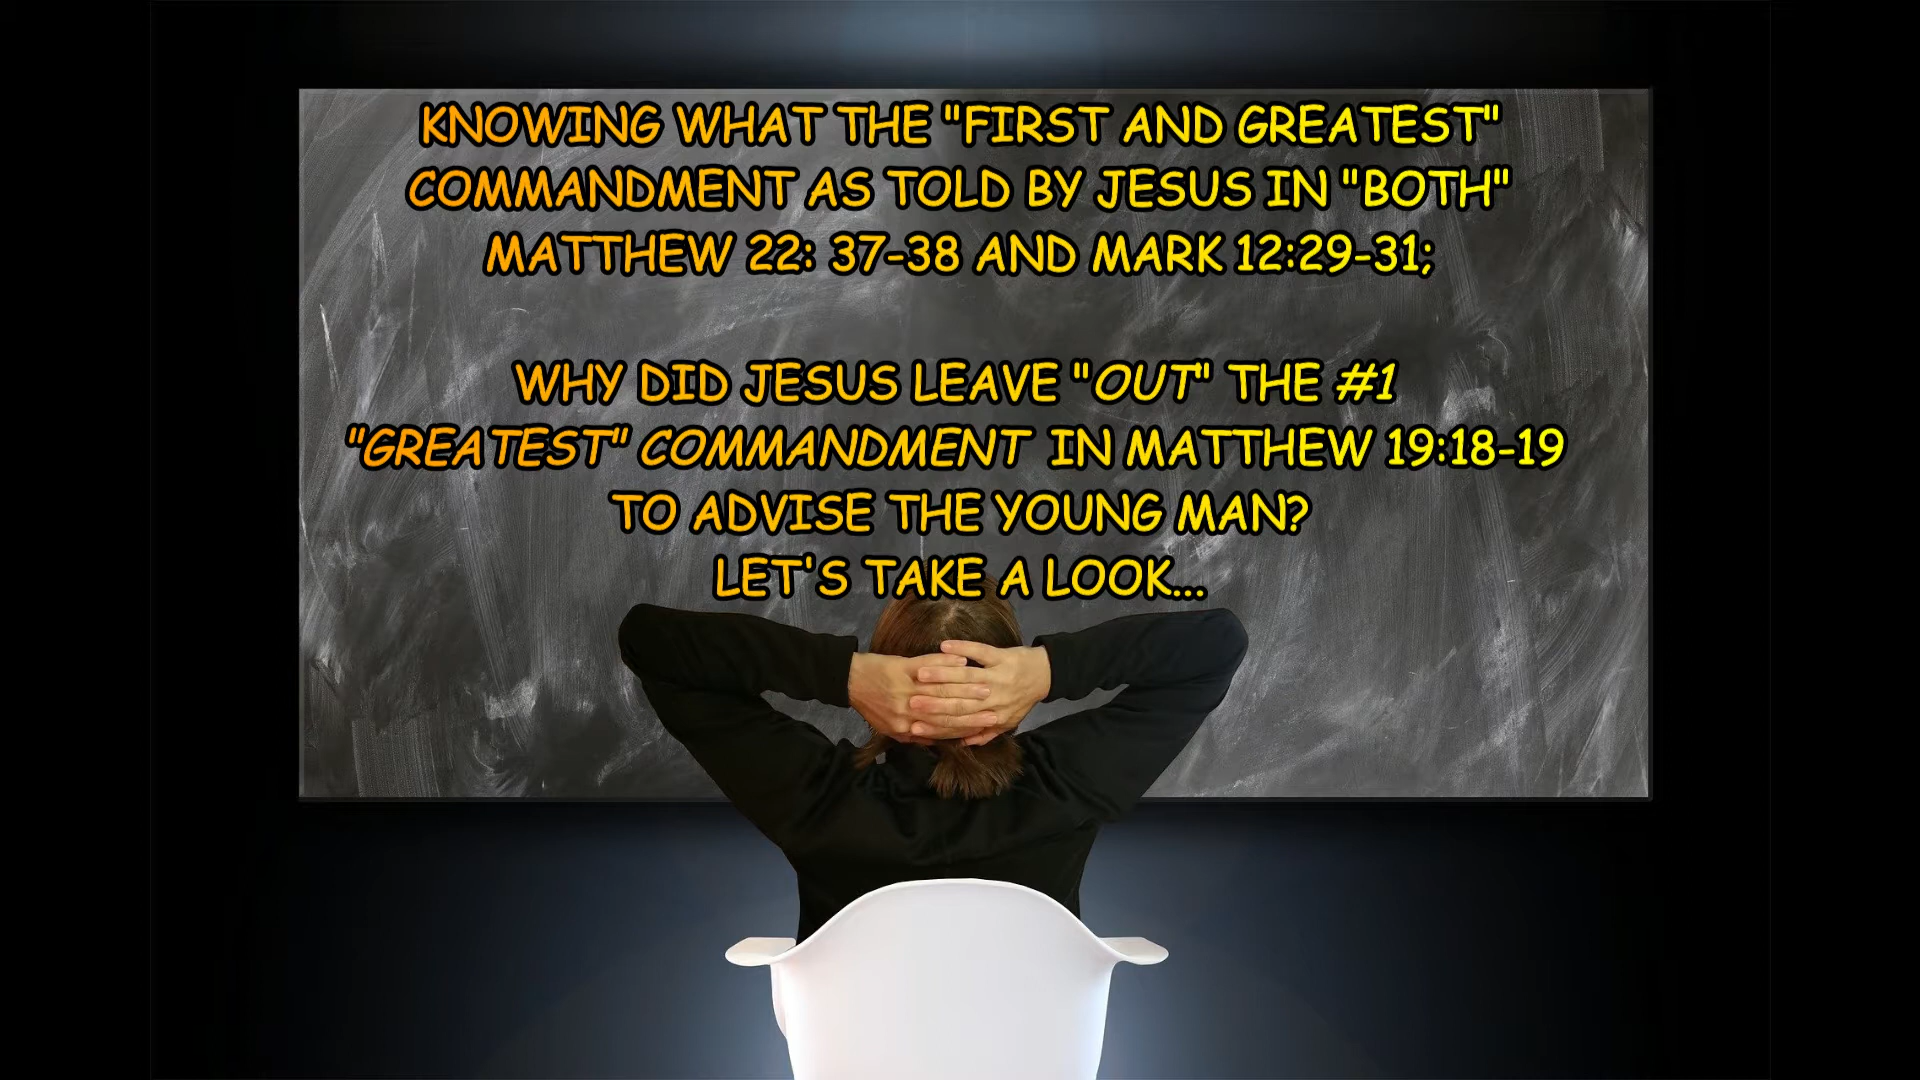 KNOWING WHAT THE "FIRST AND GREATEST"
COMMANDMENT AS TOLD BY JESUS IN "BOTH"
MATTHEW 22: 37-38 AND MARK 12:29-31;
WHY DID JESUS LEAVE "OUT" THE #1
"GREATEST" COMMANDMENT IN MATTHEW 19:18-19
TO ADVISE THE YOUNG MAN?
LET'S TAKE A LOOK...